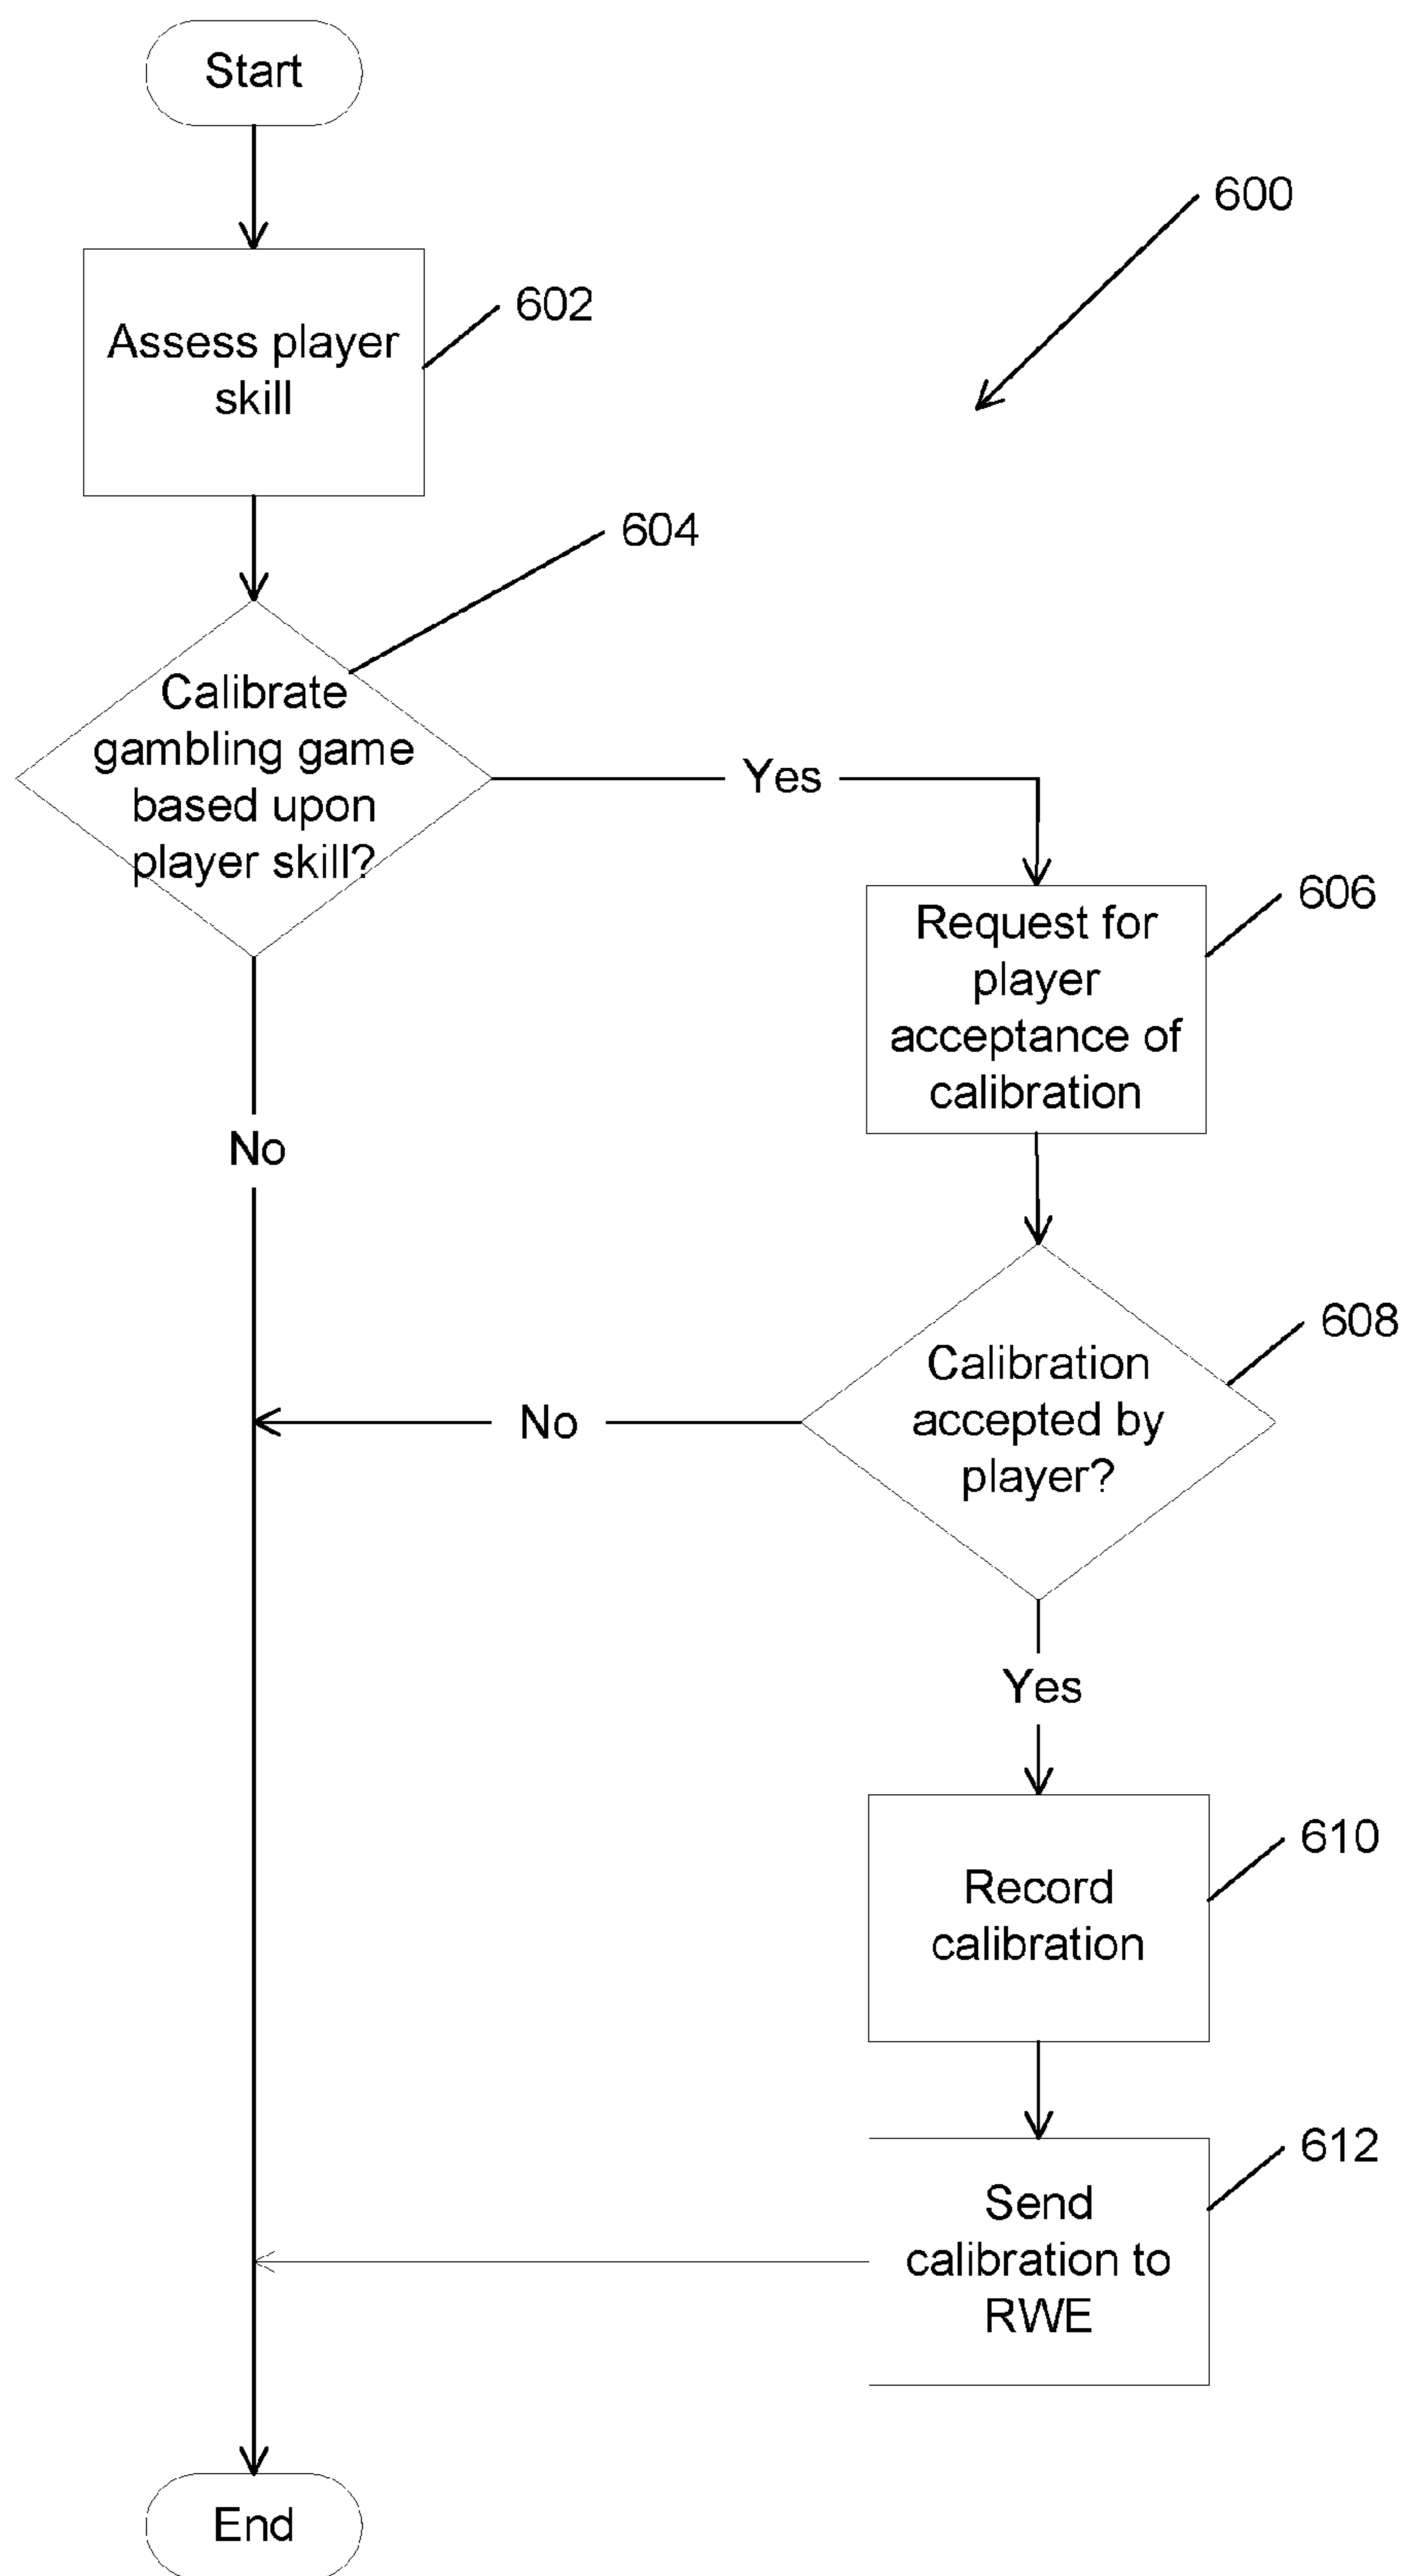 Start
600
602
Assess player
skill
604
Calibrate
gambling game
based upon
player skill?
Yes
606
Request for
player
acceptance of
calibration
No
608
Calibration
accepted by
player?
No
Yes
610
Record
calibration
612
Send
calibration to
RWE
End